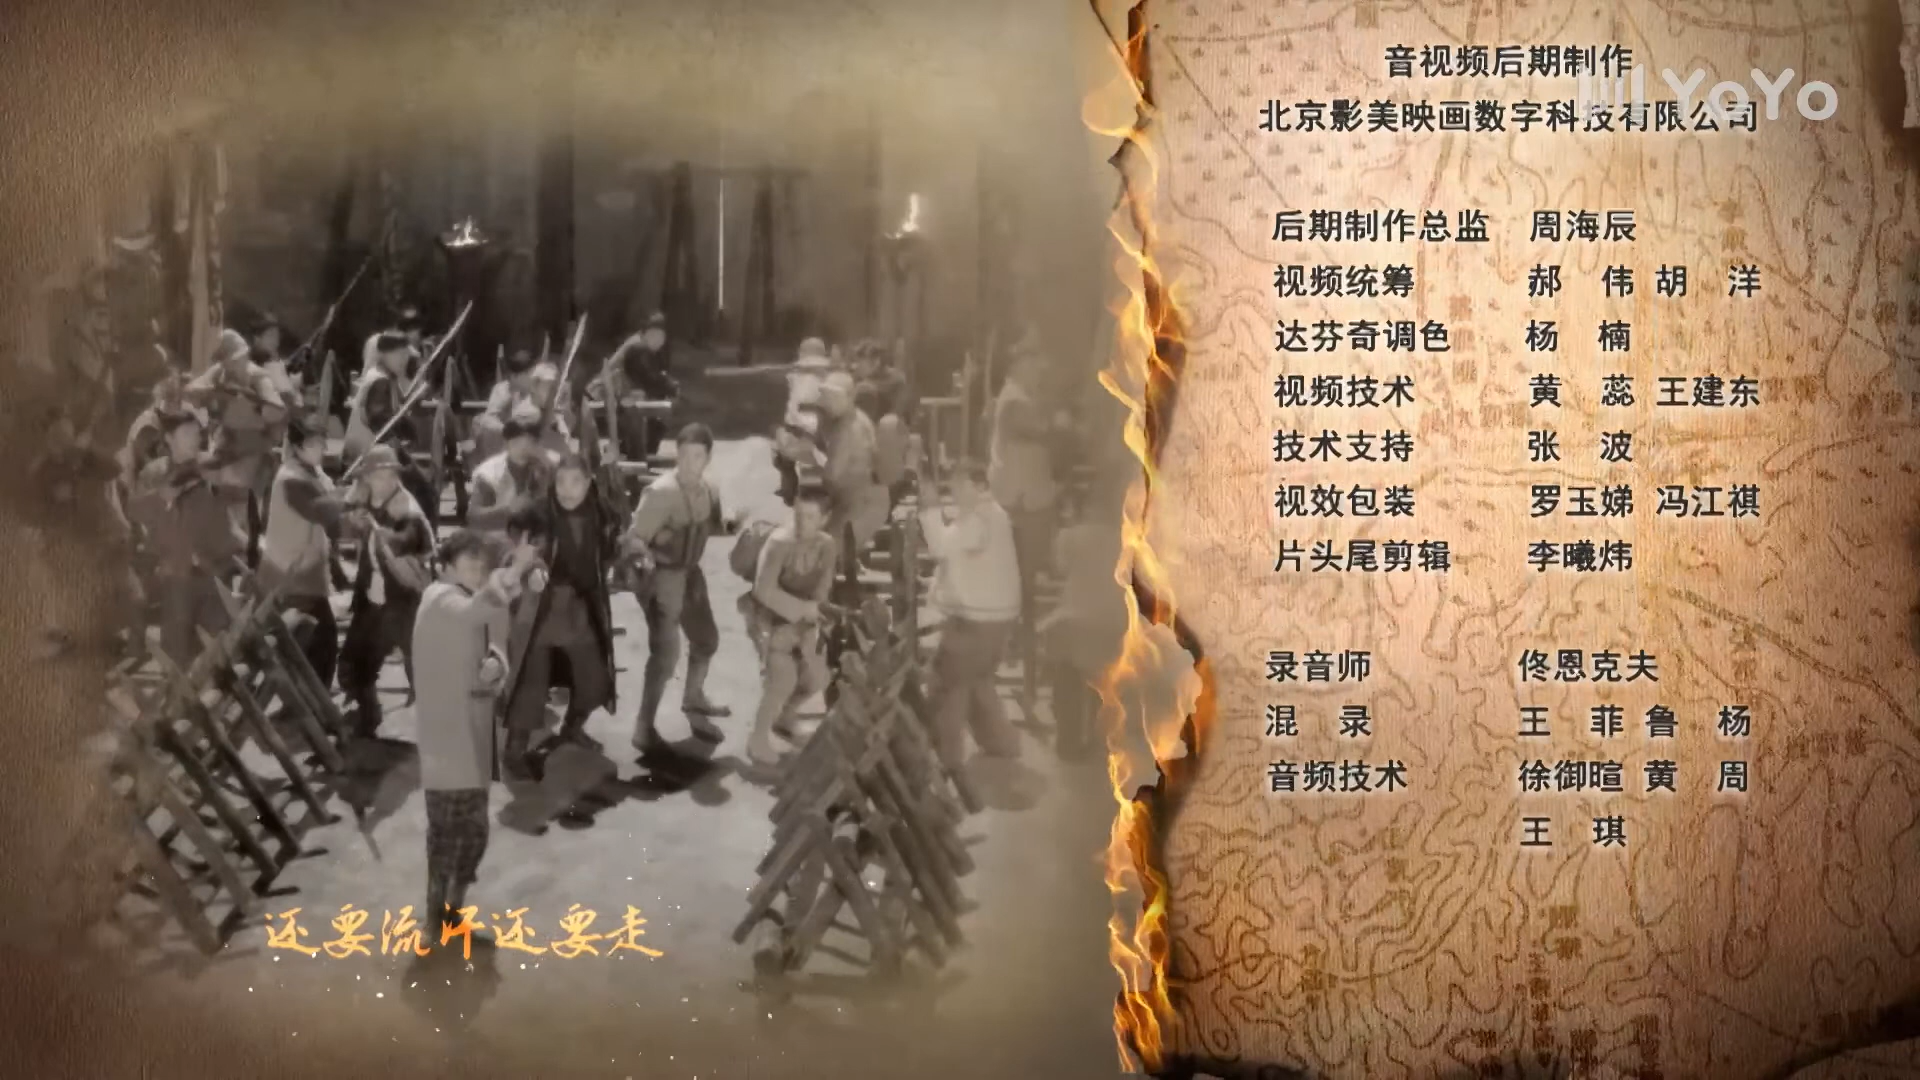 音视频后期制作
北京影美映画数字科技有限公司
YoYo
后期制作总监 周海辰
视频统筹 郝 伟 胡 洋
达芬奇调色 杨 楠
视频技术 黄 蕊 王建东
技术支持 张 波
视效包装 罗玉娣 冯江祺
片头尾剪辑 李曦炜
录音师 佟恩克夫
混 录 王 菲 鲁 杨
音频技术 徐御暄 黄 周
王 琪
还要流汗还要走